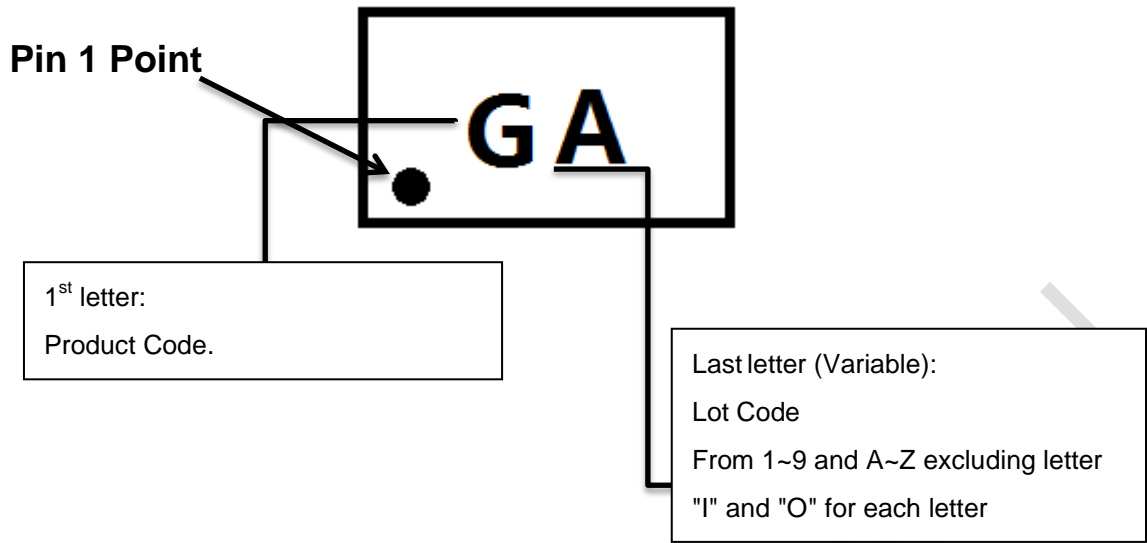 Pin 1 Point
GA
1st letter:
Product Code.
Last letter (Variable):
Lot Code
From 1~9 and A~Z excluding letter
"I" and "O" for each letter